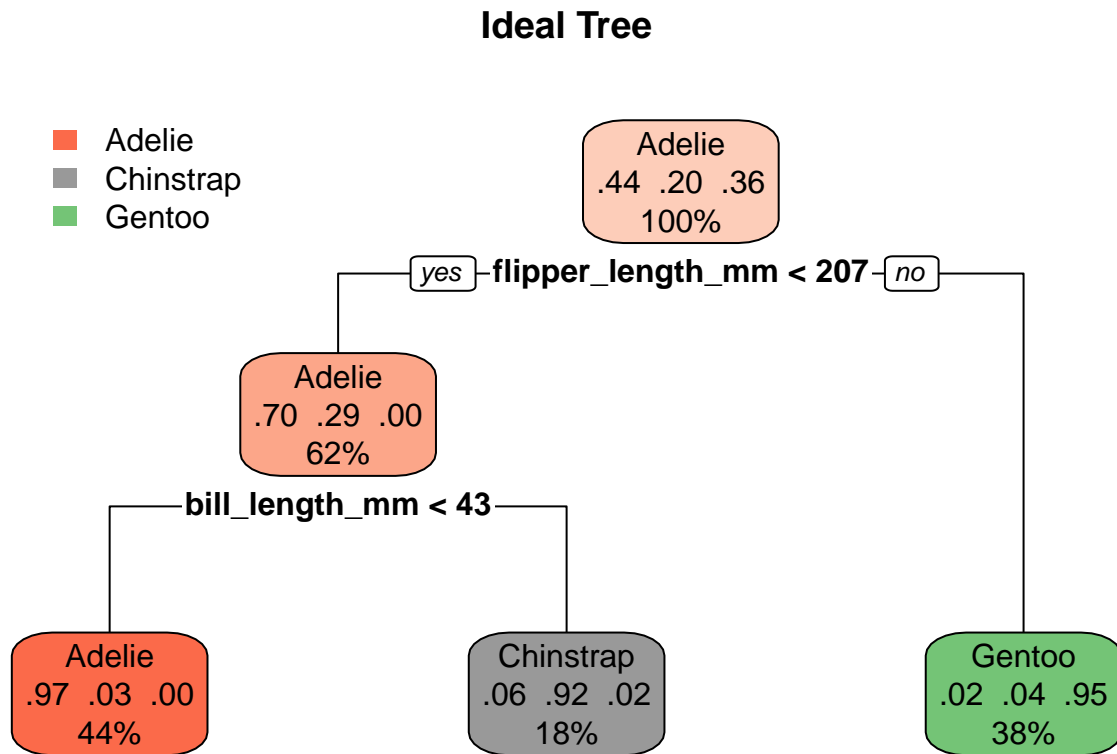 Ideal Tree
Adelie
Chinstrap
Gentoo
Adelie
.44 .20 .36
100%
yes flipper_length_mm < 207 no
Adelie
.70 .29 .00
62%
bill_length_mm < 43
Adelie
.97 .03 .00
44%
Chinstrap
.06 .92 .02
18%
Gentoo
.02 .04 .95
38%